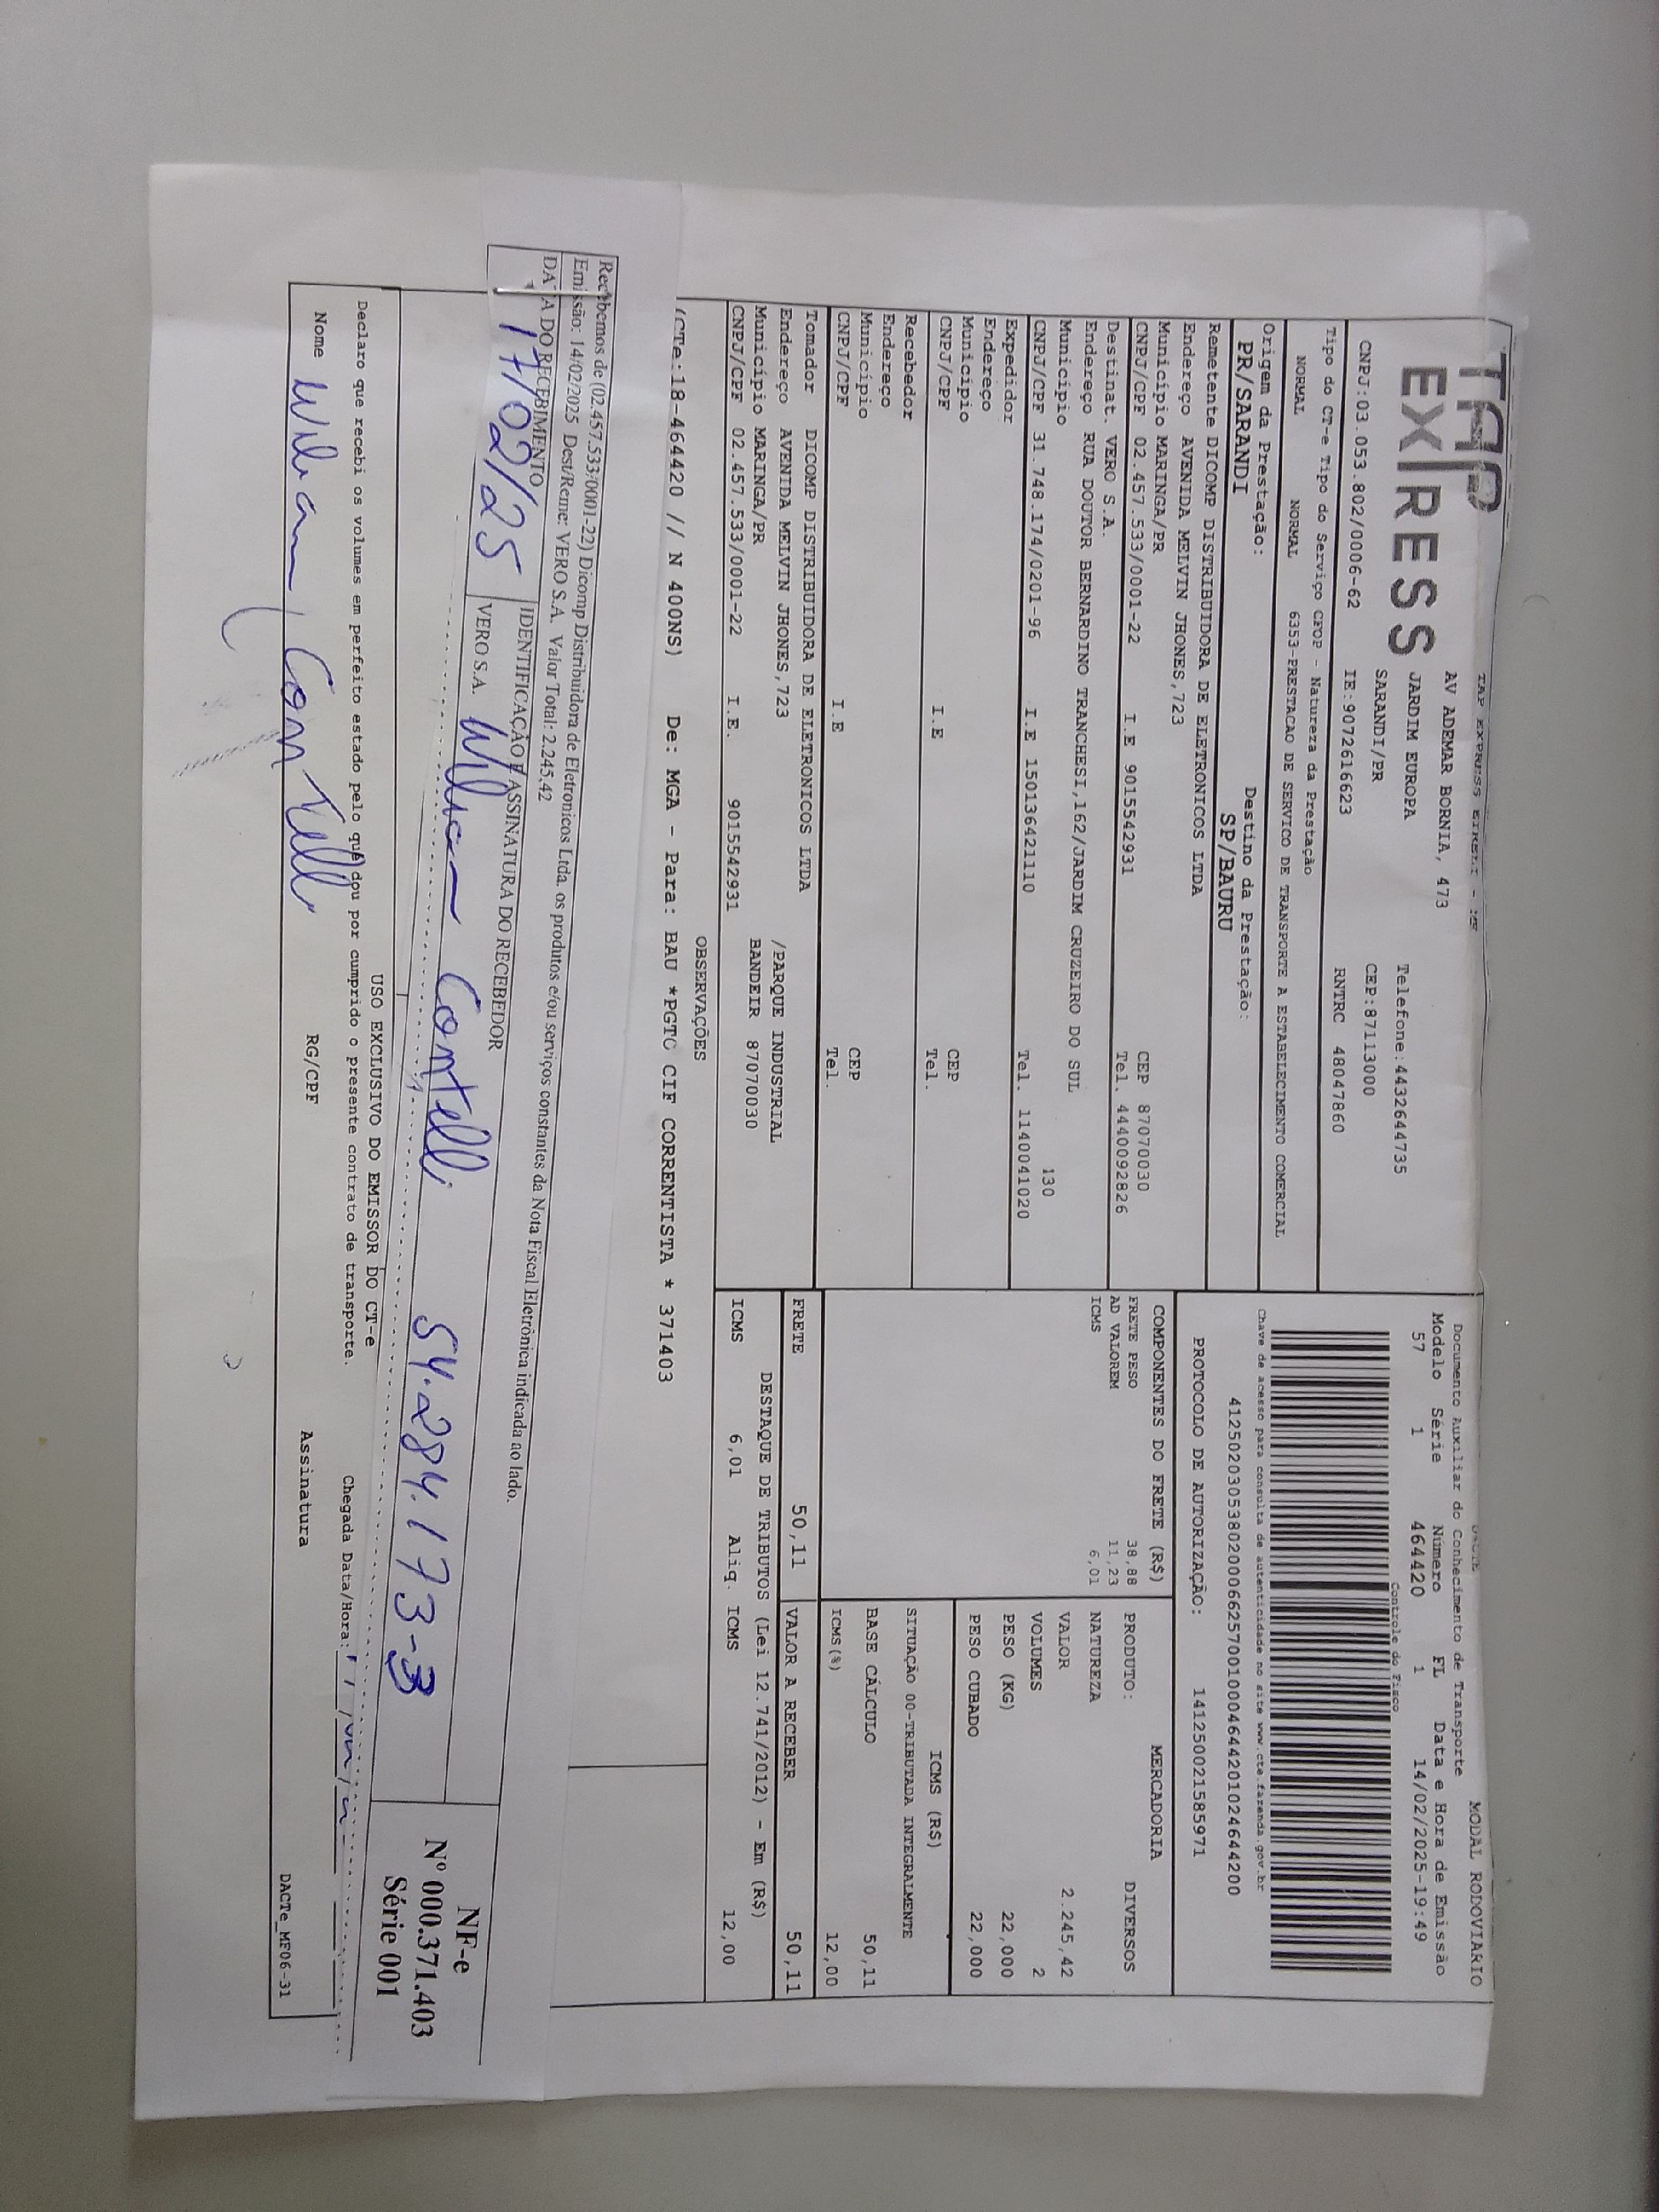 TAP EXPRESS EIRELI -
TAP
EXPRESS
AV ADEMAR BORNIA, 473
JARDIM EUROPA
Telefone:4432644735
SARANDI/PR
CEP:87113000
CNPJ:03.053.802/0006-62 IE:9072616623 RNTRC 48047860
Tipo do CT-e Tipo do Serviço CFOP - Natureza da Prestação
NORMAL NORMAL 6353-PRESTACAO DE SERVICO DE TRANSPORTE A ESTABELECIMENTO COMERCIAL
Origem da Prestação: Destino da Prestação:
PR/SARANDI SP/BAURU
Remetente DICOMP DISTRIBUIDORA DE ELETRONICOS LTDA
Endereço AVENIDA MELVIN JHONES,723
Município MARINGA/PR CEP 87070030
CNPJ/CPF 02.457.533/0001-22 I.E 9015542931 Tel. 4440092826
Destinat. VERO S.A.
Endereço RUA DOUTOR BERNARDINO TRANCHESI,162/JARDIM CRUZEIRO DO SUL
Município 130
CNPJ/CPF 31.748.174/0201-96 I.E 15013642 1110 Tel. 1140041020
Expedidor
Endereço
Município CEP
CNPJ/CPF I.E Tel.
Recebedor
Endereço
Município CEP
CNPJ/CPF I.E Tel.
Tomador DICOMP DISTRIBUIDORA DE ELETRONICOS LTDA
Endereço AVENIDA MELVIN JHONES,723 /PARQUE INDUSTRIAL
Município MARINGA/PR BANDEIR 87070030
CNPJ/CPF 02.457.533/0001-22 I.E. 9015542931
MODAL RODOVIARIO
Documento Auxiliar do Conhecimento de Transporte
Modelo Série Número FL Data e Hora de Emissão
57 1 464420 1 14/02/2025-19:49
Controle do Fisco
Chave de acesso para consulta de autenticidade no site www.cte.fazenda.gov.br
41250203053802000662570010004644201024644200
PROTOCOLO DE AUTORIZAÇÃO: 141250021585971
COMPONENTES DO FRETE (R$)
FRETE PESO 38,88
AD VALOREM 11,23
ICMS 6,01
MERCADORIA
PRODUTO: DIVERSOS
NATUREZA
VALOR 2.245,42
VOLUMES 2
PESO (KG) 22,000
PESO CUBADO 22,000
ICMS (R$)
SITUAÇÃO 00-TRIBUTADA INTEGRALMENTE
BASE CÁLCULO 50,11
ICMS(%) 12,00
FRETE 50,11 VALOR A RECEBER 50,11
DESTAQUE DE TRIBUTOS (Lei 12.741/2012) - Em (R$)
ICMS 6,01 Aliq. ICMS 12,00
OBSERVAÇÕES
(CTe:18-464420 // N 400NS) De: MGA - Para: BAU *PGTO CIF CORRENTISTA * 371403
Recebemos de (02.457.533/0001-22) Dicomp Distribuidora de Eletronicos Ltda. os produtos e/ou serviços constantes da Nota Fiscal Eletrônica indicada ao lado.
Emissão: 14/02/2025 Dest/Reme: VERO S.A. Valor Total: 2.245,42
DATA DO RECEBIMENTO IDENTIFICAÇÃO E ASSINATURA DO RECEBEDOR
17/02/25 VERO S.A. William Contelli 54.284.173-3
NF-e
Nº 000.371.403
Série 001
USO EXCLUSIVO DO EMISSOR DO CT-e
Declaro que recebi os volumes em perfeito estado pelo que dou por cumprido o presente contrato de transporte. Chegada Data/Hora:
Nome William Contelli RG/CPF Assinatura
DACTe_MF06-31